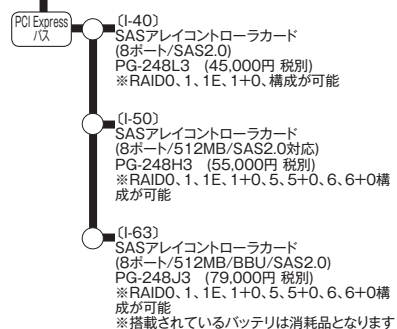 PCI Express
バス
〔I-40〕
SASアレイコントローラカード
(8ポート/SAS2.0)
PG-248L3　(45,000円 税別)
※RAID0、1、1E、1+0、構成が可能
〔I-50〕
SASアレイコントローラカード
(8ポート/512MB/SAS2.0対応)
PG-248H3　(55,000円 税別)
※RAID0、1、1E、1+0、5、5+0、6、6+0構
成が可能
〔I-63〕
SASアレイコントローラカード
(8ポート/512MB/BBU/SAS2.0)
PG-248J3　(79,000円 税別)
※RAID0、1、1E、1+0、5、5+0、6、6+0構
成が可能
※搭載されているバッテリは消耗品となります